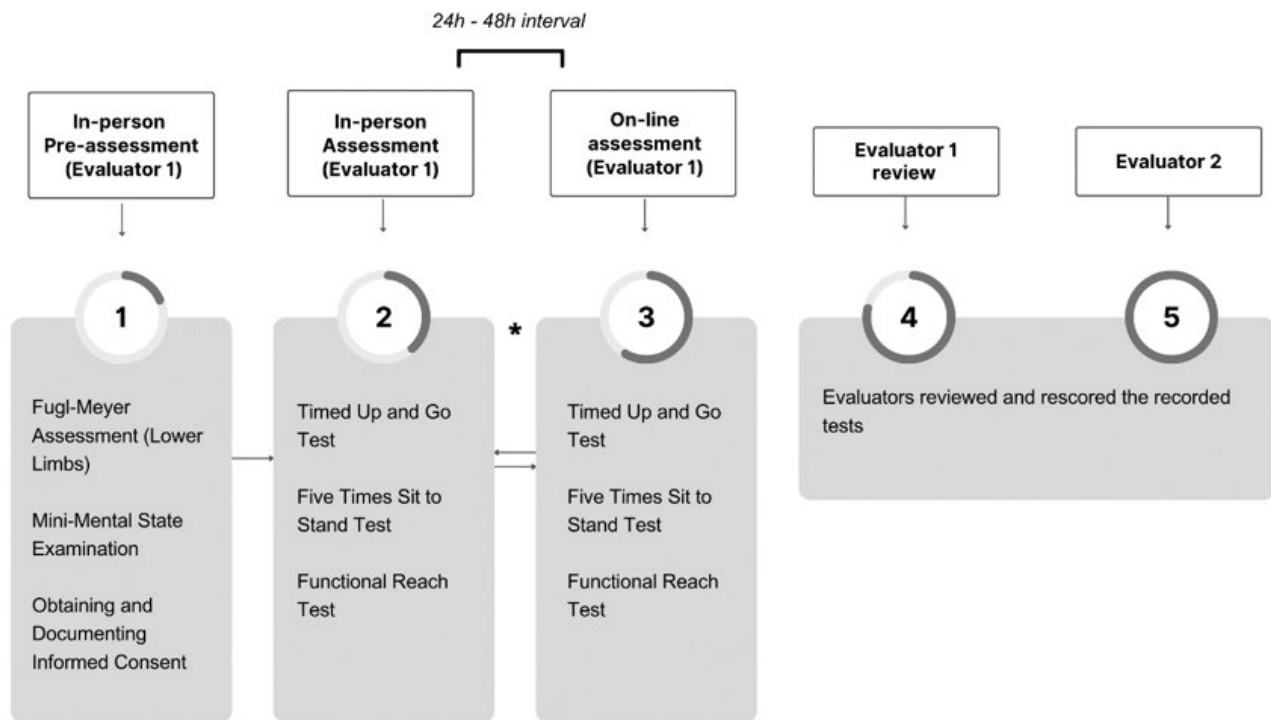 24h - 48h interval
In-person
Pre-assessment
(Evaluator 1)
In-person
Assessment
(Evaluator 1)
On-line
assessment
(Evaluator 1)
Evaluator 1
review
Evaluator 2
1
2
*
3
4
5
Fugl-Meyer
Assessment (Lower
Limbs)
Mini-Mental State
Examination
Obtaining and
Documenting
Informed Consent
Timed Up and Go
Test
Five Times Sit to
Stand Test
Functional Reach
Test
Timed Up and Go
Test
Five Times Sit to
Stand Test
Functional Reach
Test
Evaluators reviewed and rescored the recorded
tests